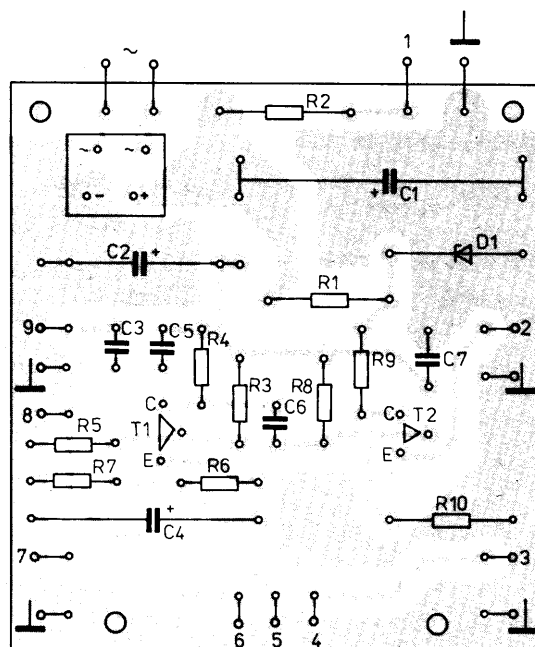 ~ 1
R2
~ ~
- +
+ C1
C2 +
D1
R1
9 C3 C5 R4 R9 C7 2
R3 R8
C6
8 C T1 C T2
R5
E E
R7 R6
+
C4
R10
7 3
6 5 4